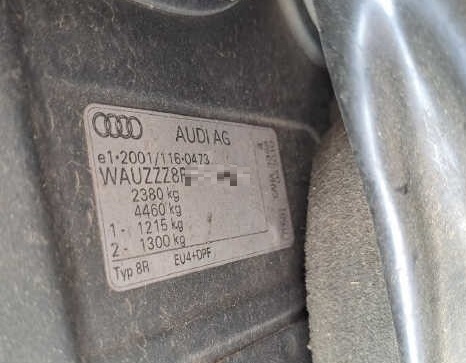 AUDI AG
e1*2001/116*0473
WAUZZZ8R
2380 kg
4460 kg
1- 1215 kg
2- 1300 kg
Typ 8R EU4+DPF